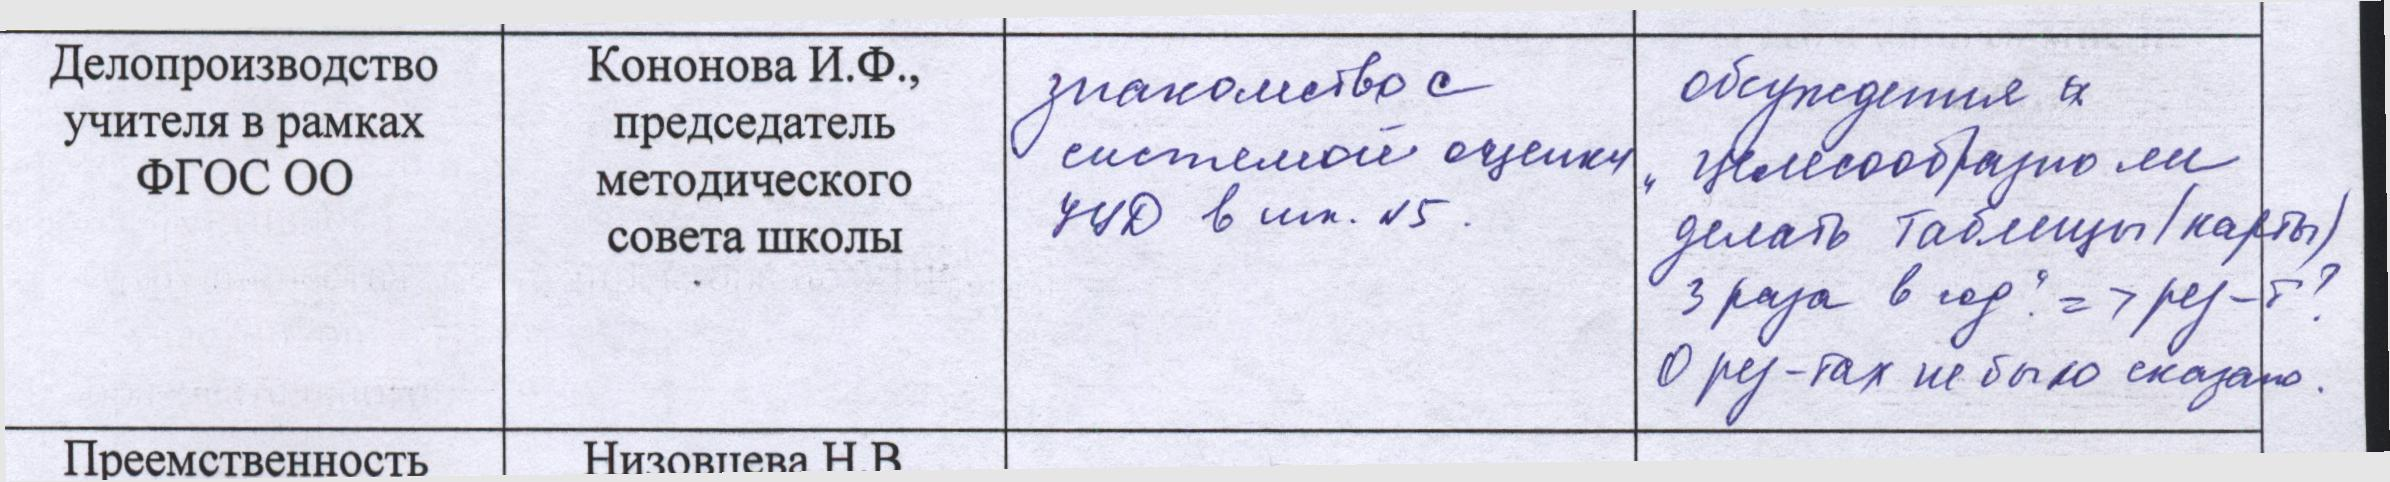 Делопроизводство
учителя в рамках
ФГОС ОО
Кононова И.Ф.,
председатель
методического
совета школы
знакомство с
системой оценки
УУД в шк. №5.
обсуждения
"целесообразно ли
делать таблицы (карты)
3 раза в год". => рез-т?
О рез-тах не было сказано.
Преемственность
Низовцева Н.В.